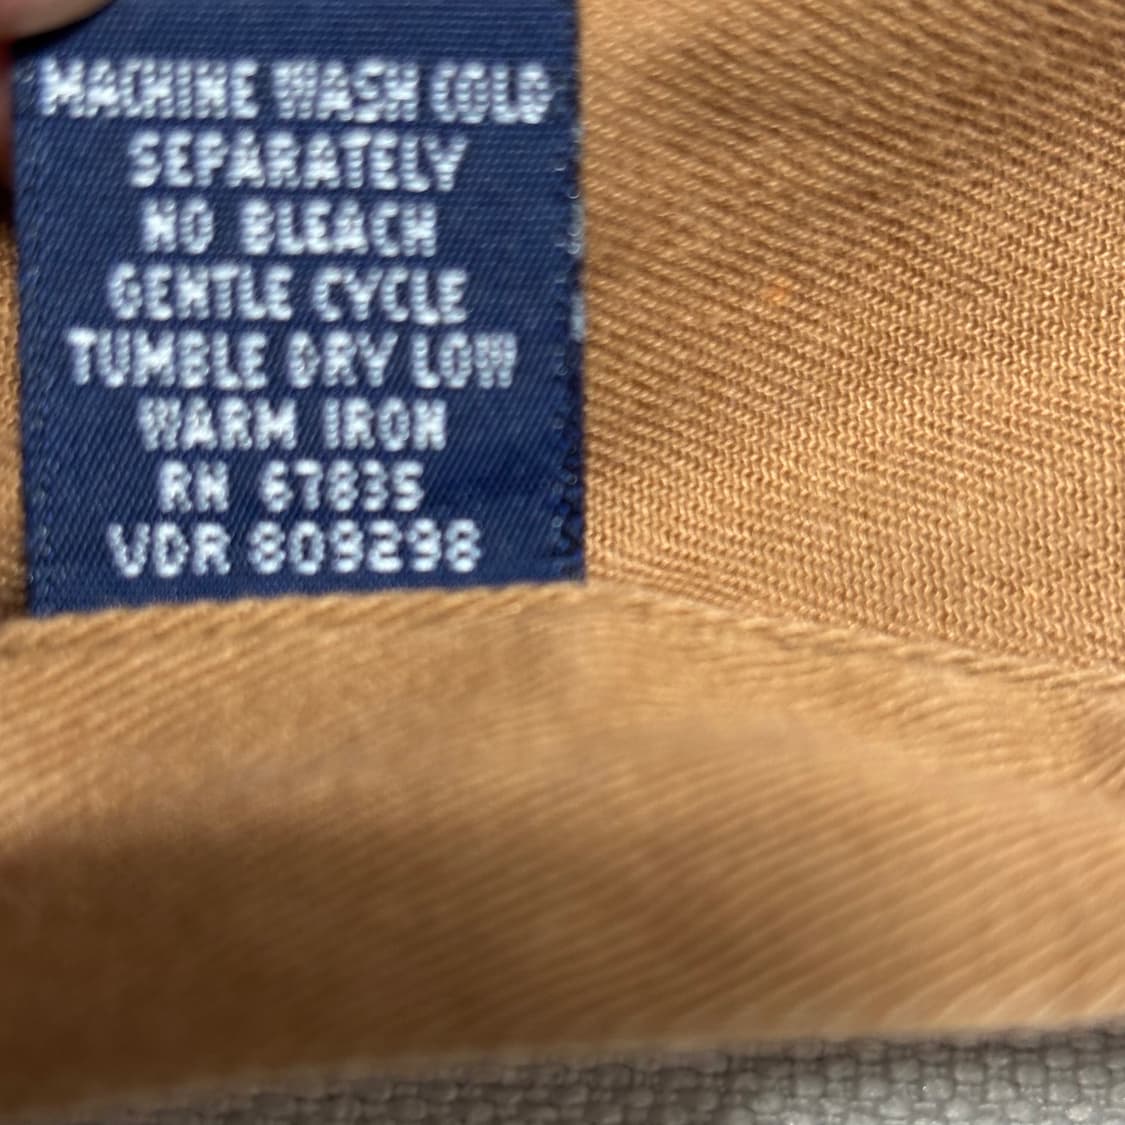 MACHINE WASH COLD
SEPARATELY
NO BLEACH
GENTLE CYCLE
TUMBLE DRY LOW
WARM IRON
RN 67835
VDR 809298